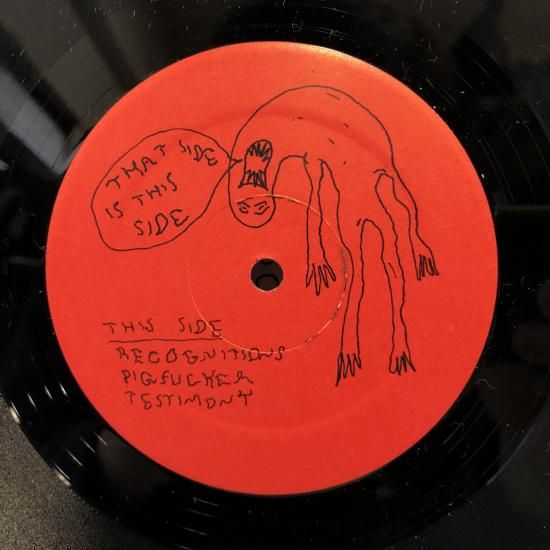 THAT SIDE
IS THIS
SIDE
THIS SIDE
RECOGNITIONS
PIGFUCKER
TESTIMONY